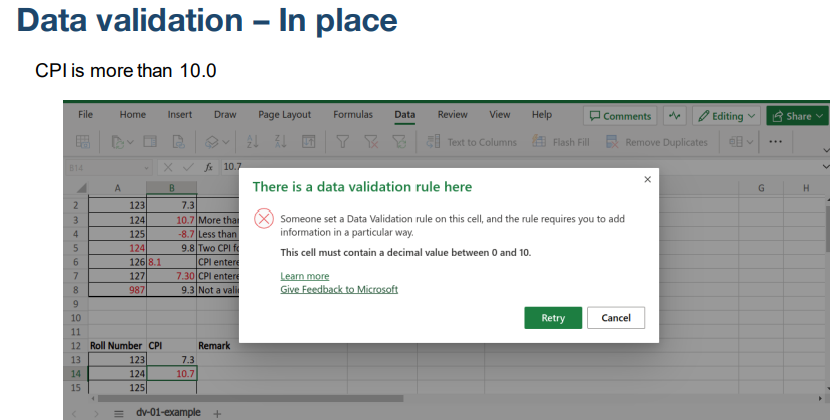 Data validation – In place
CPI is more than 10.0
File Home Insert Draw Page Layout Formulas Data Review View Help Comments Editing Share
Text to Columns Flash Fill Remove Duplicates
B14 fx 10.7
There is a data validation rule here
Someone set a Data Validation rule on this cell, and the rule requires you to add
information in a particular way.
This cell must contain a decimal value between 0 and 10.
Learn more
Give Feedback to Microsoft
Retry Cancel
A B G H
2 123 7.3
3 124 10.7 More than
4 125 -8.7 Less than
5 124 9.8 Two CPI
6 126 8.1 CPI entere
7 127 7.30 CPI entere
8 987 9.3 Not a
9
10
11
12 Roll Number CPI Remark
13 123 7.3
14 124 10.7
15 125
dv-01-example